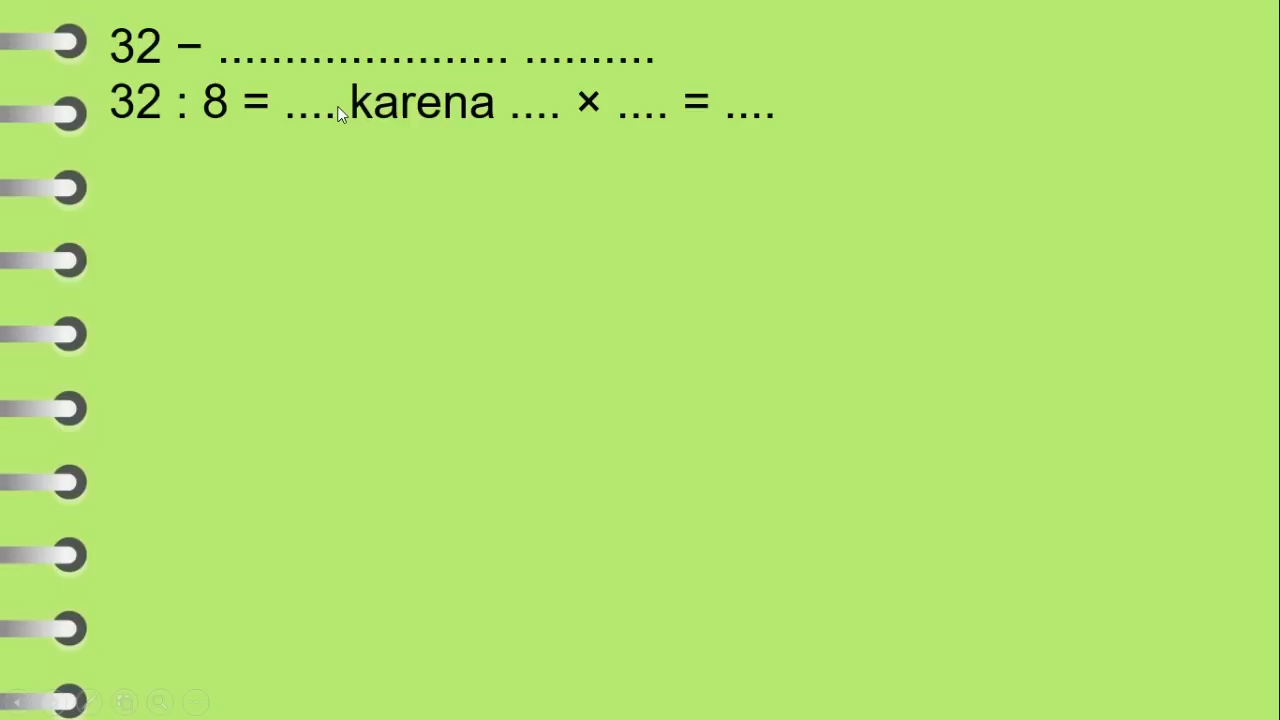 32 − ...................... ..........
32 : 8 = ....karena .... × .... = ....